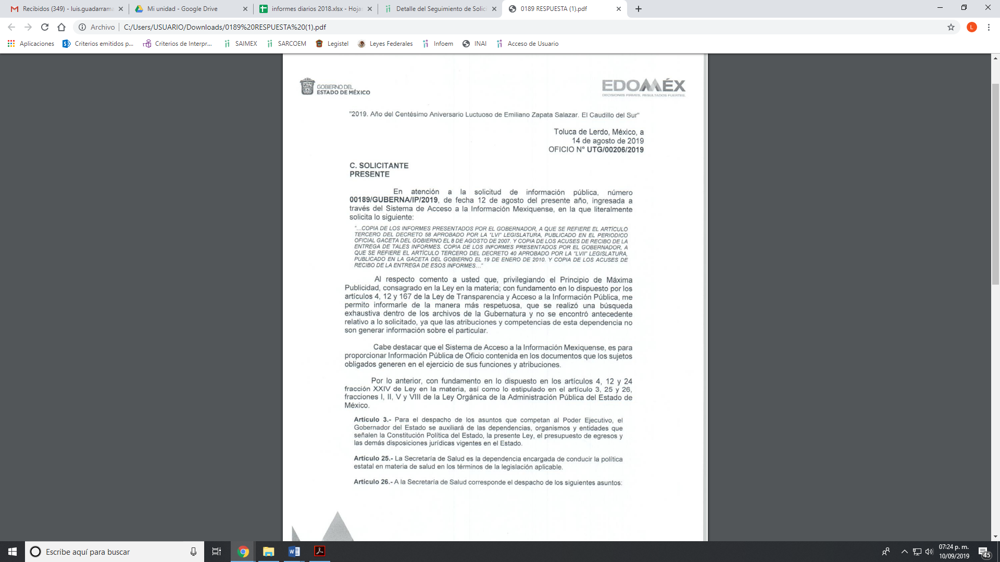 Recibidos (349) - luis.guadarrama
Mi unidad - Google Drive
informes diarios 2018.xlsx - Hoja
Detalle del Seguimiento de Solici
0189 RESPUESTA (1).pdf
Archivo
C:/Users/USUARIO/Downloads/0189%20RESPUESTA%20(1).pdf
L
Aplicaciones
Criterios emitidos p...
Criterios de Interpr...
SAIMEX
SARCOEM
Legistel
Leyes Federales
Infoem
INAI
Acceso de Usuario
GOBIERNO DEL
ESTADO DE MÉXICO
EDOMÉX
DECISIONES FIRMES, RESULTADOS FUERTES.
"2019. Año del Centésimo Aniversario Luctuoso de Emiliano Zapata Salazar. El Caudillo del Sur"
Toluca de Lerdo, México, a
14 de agosto de 2019
OFICIO Nº UTG/00206/2019
C. SOLICITANTE
PRESENTE
En atención a la solicitud de información pública, número
00189/GUBERNA/IP/2019, de fecha 12 de agosto del presente año, ingresada a
través del Sistema de Acceso a la Información Mexiquense, en la que literalmente
solicita lo siguiente:
"...COPIA DE LOS INFORMES PRESENTADOS POR EL GOBERNADOR, A QUE SE REFIERE EL ARTÍCULO
TERCERO DEL DECRETO 58 APROBADO POR LA "LVI" LEGISLATURA, PUBLICADO EN EL PERIODICO
OFICIAL GACETA DEL GOBIERNO EL 8 DE AGOSTO DE 2007. Y COPIA DE LOS ACUSES DE RECIBO DE LA
ENTREGA DE TALES INFORMES. COPIA DE LOS INFORMES PRESENTADOS POR EL GOBERNADOR, A
QUE SE REFIERE EL ARTÍCULO TERCERO DEL DECRETO 40 APROBADO POR LA "LVII" LEGISLATURA,
PUBLICADO EN LA GACETA DEL GOBIERNO EL 19 DE ENERO DE 2010. Y COPIA DE LOS ACUSES DE
RECIBO DE LA ENTREGA DE ESOS INFORMES..."
Al respecto comento a usted que, privilegiando el Principio de Máxima
Publicidad, consagrado en la Ley en la materia; con fundamento en lo dispuesto por los
artículos 4, 12 y 167 de la Ley de Transparencia y Acceso a la Información Pública, me
permito informarle de la manera más respetuosa, que se realizó una búsqueda
exhaustiva dentro de los archivos de la Gubernatura y no se encontró antecedente
relativo a lo solicitado, ya que las atribuciones y competencias de esta dependencia no
son generar información sobre el particular.
Cabe destacar que el Sistema de Acceso a la Información Mexiquense, es para
proporcionar Información Pública de Oficio contenida en los documentos que los sujetos
obligados generen en el ejercicio de sus funciones y atribuciones.
Por lo anterior, con fundamento en lo dispuesto en los artículos 4, 12 y 24
fracción XXIV de Ley en la materia, así como lo estipulado en el artículo 3, 25 y 26,
fracciones I, II, V y VIII de la Ley Orgánica de la Administración Pública del Estado de
México.
Artículo 3.- Para el despacho de los asuntos que competan al Poder Ejecutivo, el
Gobernador del Estado se auxiliará de las dependencias, organismos y entidades que
señalen la Constitución Política del Estado, la presente Ley, el presupuesto de egresos y
las demás disposiciones jurídicas vigentes en el Estado.
Artículo 25.- La Secretaría de Salud es la dependencia encargada de conducir la política
estatal en materia de salud en los términos de la legislación aplicable.
Artículo 26.- A la Secretaría de Salud corresponde el despacho de los siguientes asuntos:
Escribe aquí para buscar
07:24 p. m.
10/09/2019
45